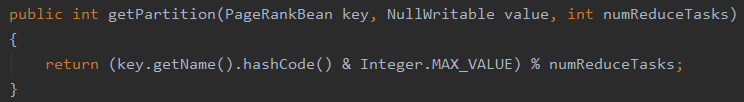 public int getPartition(PageRankBean key, NullWritable value, int numReduceTasks)
{
return (key.getName().hashCode() & Integer.MAX_VALUE) % numReduceTasks;
}